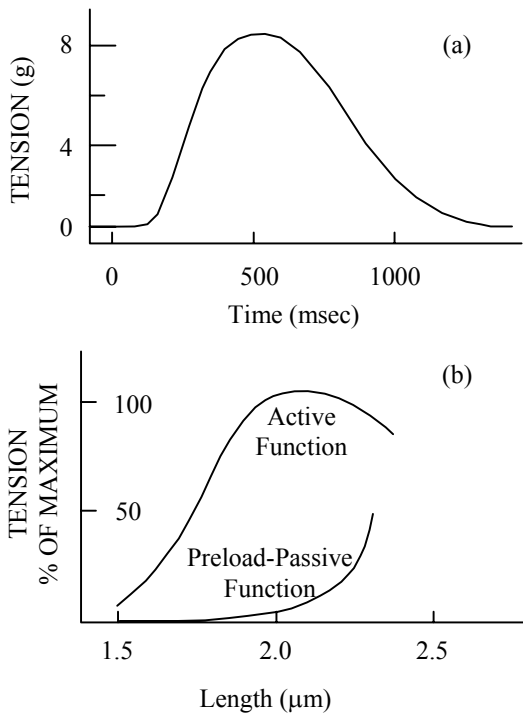 (a)
TENSION (g)
8
4
0
0 500 1000
Time (msec)
(b)
TENSION
% OF MAXIMUM
100
50
Active
Function
Preload-Passive
Function
1.5 2.0 2.5
Length (μm)